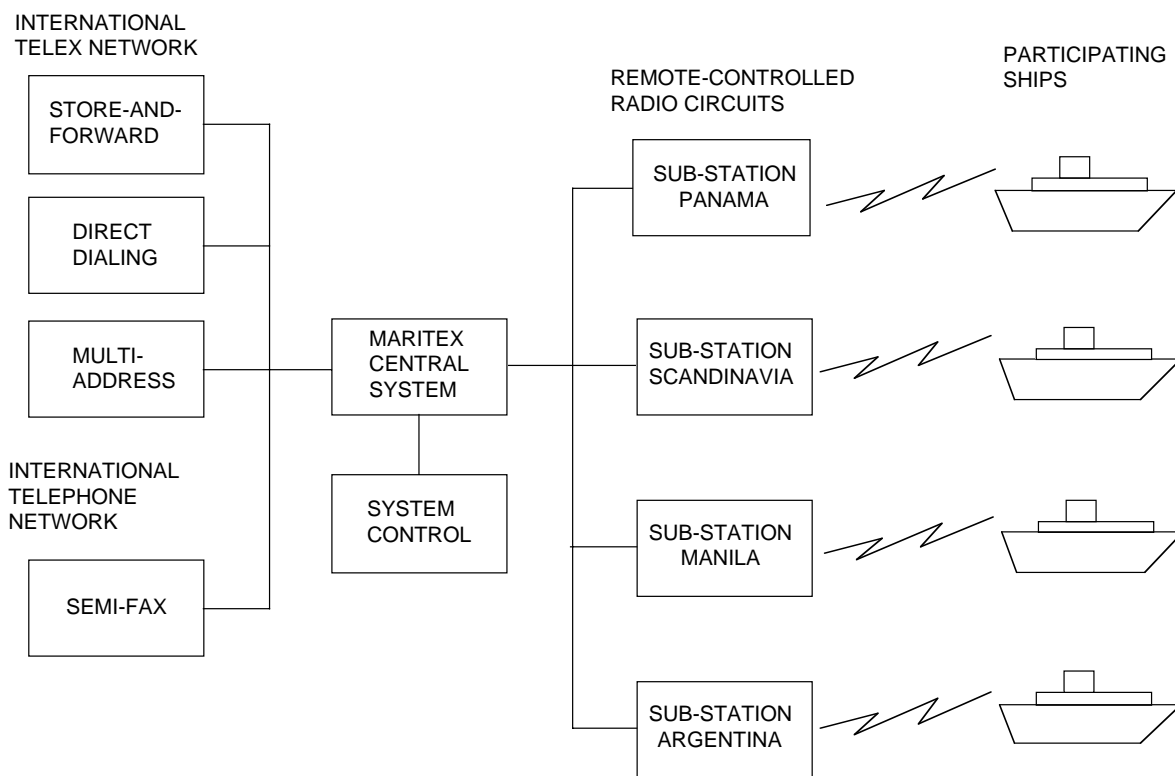 INTERNATIONAL
TELEX NETWORK
STORE-AND-
FORWARD
DIRECT
DIALING
MULTI-
ADDRESS
INTERNATIONAL
TELEPHONE
NETWORK
SEMI-FAX
MARITEX
CENTRAL
SYSTEM
SYSTEM
CONTROL
REMOTE-CONTROLLED
RADIO CIRCUITS
SUB-STATION
PANAMA
SUB-STATION
SCANDINAVIA
SUB-STATION
MANILA
SUB-STATION
ARGENTINA
PARTICIPATING
SHIPS